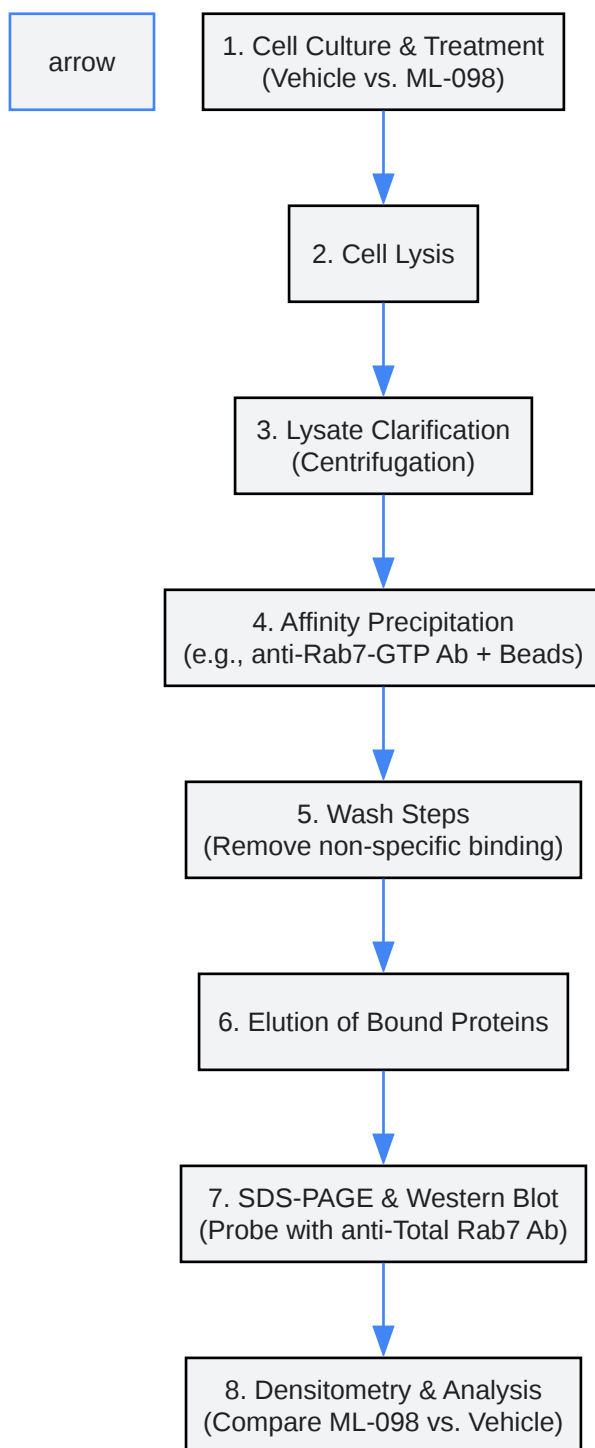 arrow
1. Cell Culture & Treatment
(Vehicle vs. ML-098)
2. Cell Lysis
3. Lysate Clarification
(Centrifugation)
4. Affinity Precipitation
(e.g., anti-Rab7-GTP Ab + Beads)
5. Wash Steps
(Remove non-specific binding)
6. Elution of Bound Proteins
7. SDS-PAGE & Western Blot
(Probe with anti-Total Rab7 Ab)
8. Densitometry & Analysis
(Compare ML-098 vs. Vehicle)